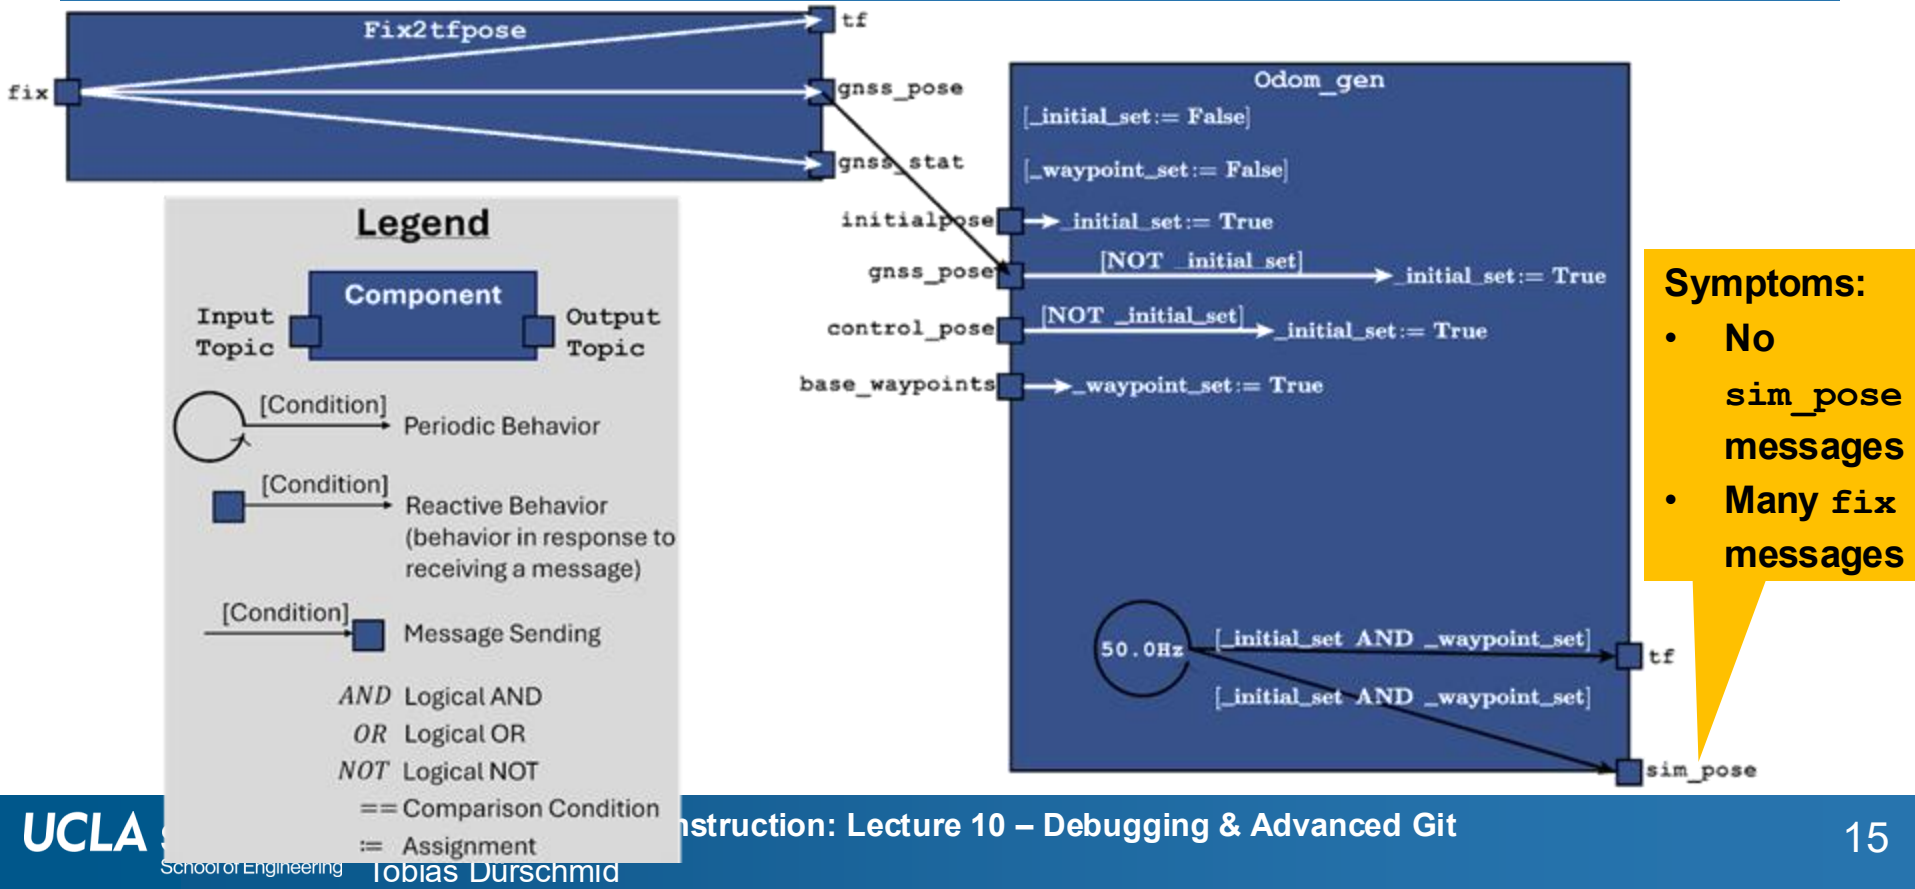 Fix2tfpose
fix
tf
gnss_pose
gnss_stat
Odom_gen
[_initial_set:= False]
[_waypoint_set:= False]
initialpose
_initial_set:= True
gnss_pose
[NOT _initial_set]
_initial_set:= True
control_pose
[NOT _initial_set]
_initial_set:= True
base_waypoints
_waypoint_set:= True
50.0Hz
[_initial_set AND _waypoint_set]
tf
[_initial_set AND _waypoint_set]
sim_pose
Legend
Component
Input
Topic
Output
Topic
[Condition]
Periodic Behavior
[Condition]
Reactive Behavior
(behavior in response to
receiving a message)
[Condition]
Message Sending
AND Logical AND
OR Logical OR
NOT Logical NOT
== Comparison Condition
:= Assignment
Symptoms:
• No
sim_pose
messages
• Many fix
messages
UCLA
School of Engineering
nstruction: Lecture 10 – Debugging & Advanced Git
Tobias Dürschmid
15